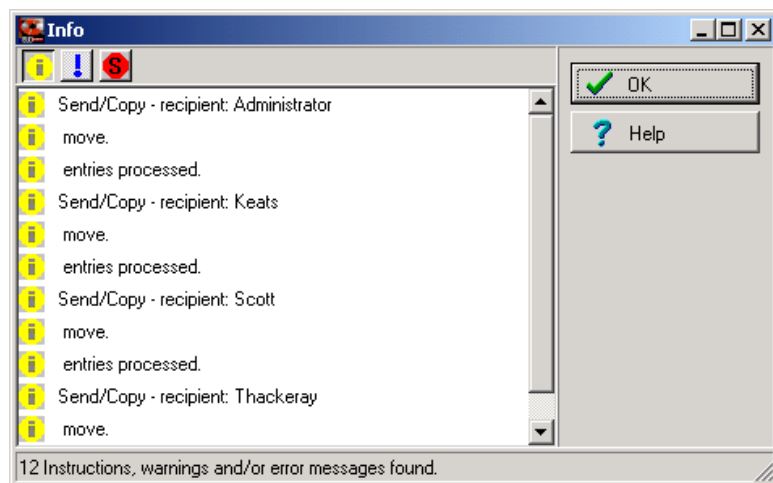 Info
Send/Copy - recipient: Administrator
move.
entries processed.
Send/Copy - recipient: Keats
move.
entries processed.
Send/Copy - recipient: Scott
move.
entries processed.
Send/Copy - recipient: Thackeray
move.
OK
Help
12 Instructions, warnings and/or error messages found.